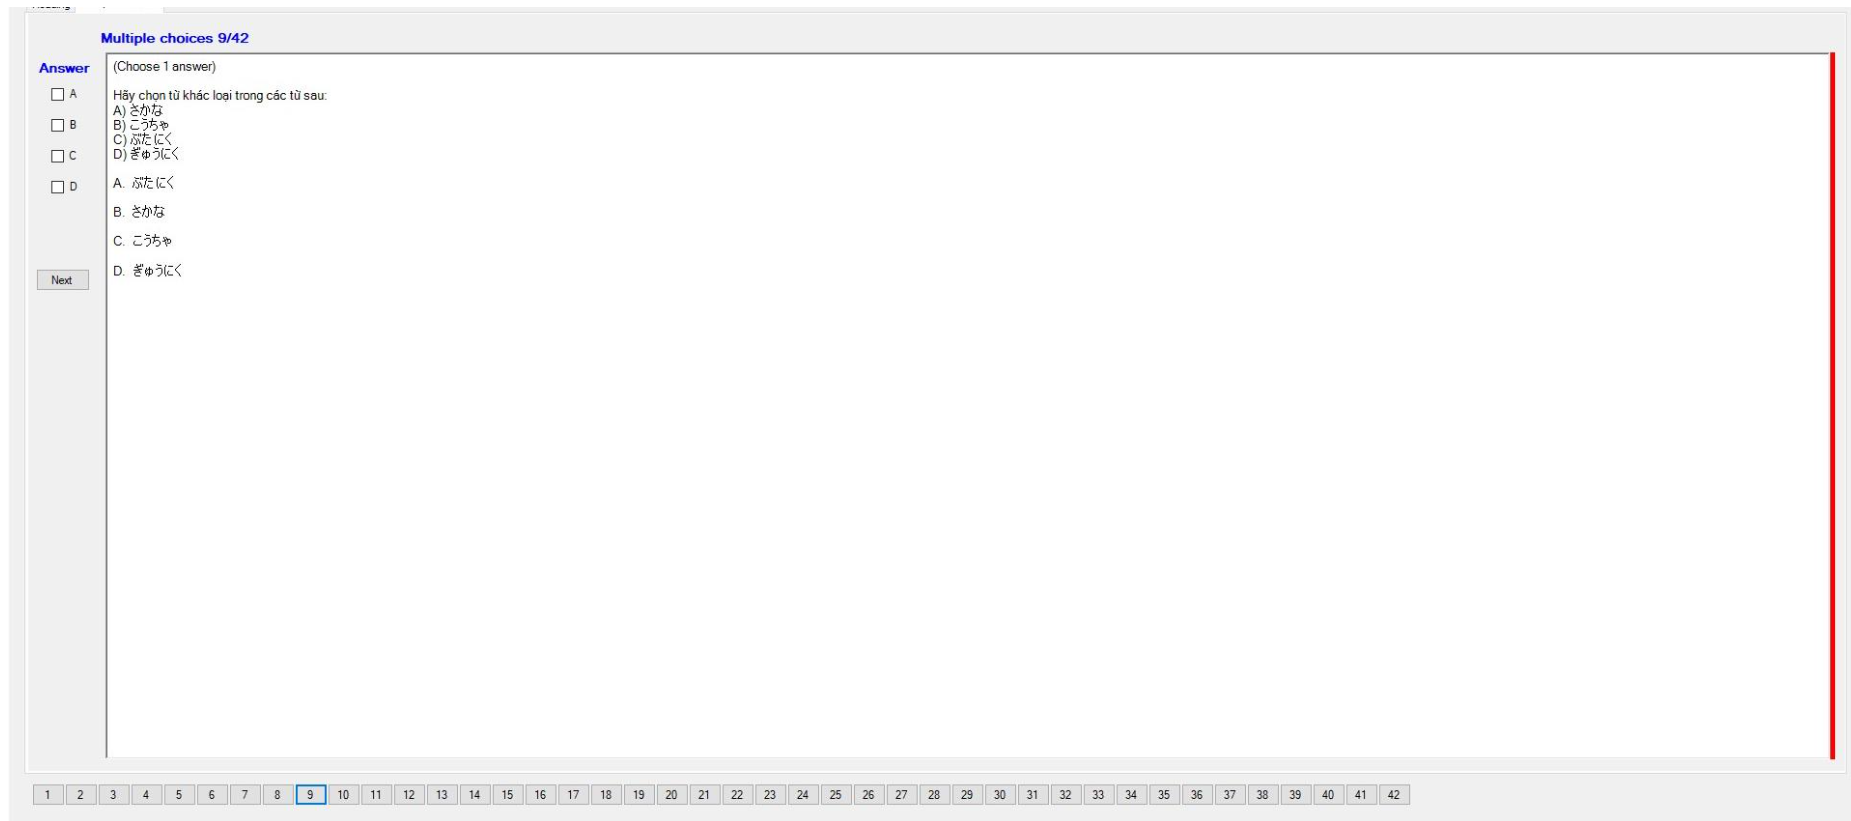 Multiple choices 9/42
Answer
(Choose 1 answer)
A
Hãy chọn từ khác loại trong các từ sau:
A) さかな
B
B) こうちゃ
C) ぶたにく
C
D) ぎゅうにく
D
A. ぶたにく
B. さかな
C. こうちゃ
D. ぎゅうにく
Next
1 2 3 4 5 6 7 8 9 10 11 12 13 14 15 16 17 18 19 20 21 22 23 24 25 26 27 28 29 30 31 32 33 34 35 36 37 38 39 40 41 42